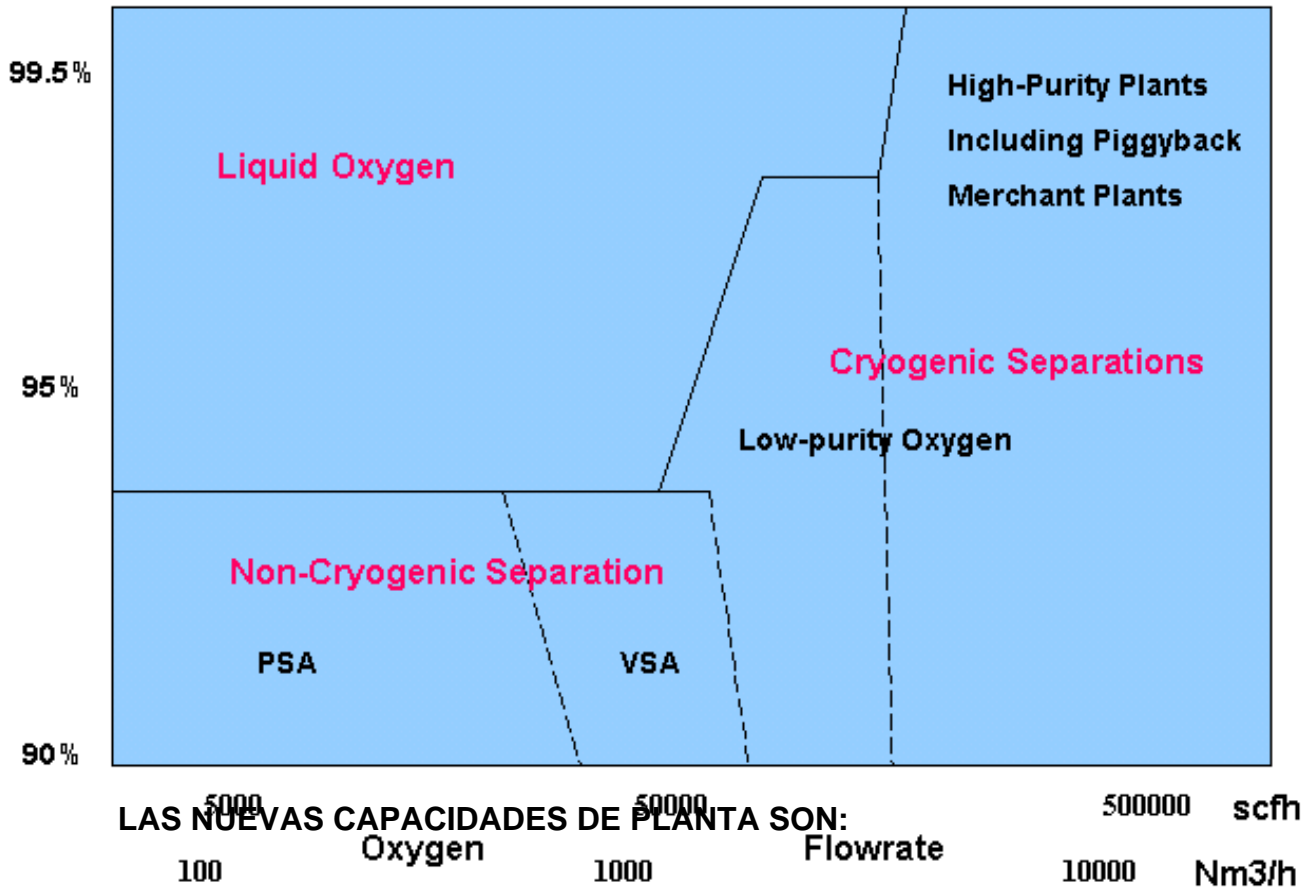 99.5%
High-Purity Plants
Including Piggyback
Merchant Plants
Liquid Oxygen
95%
Cryogenic Separations
Low-purity Oxygen
Non-Cryogenic Separation
PSA
VSA
90%
5000 50000 500000 scfh
LAS NUEVAS CAPACIDADES DE PLANTA SON:
Oxygen Flowrate
100 1000 10000 Nm3/h